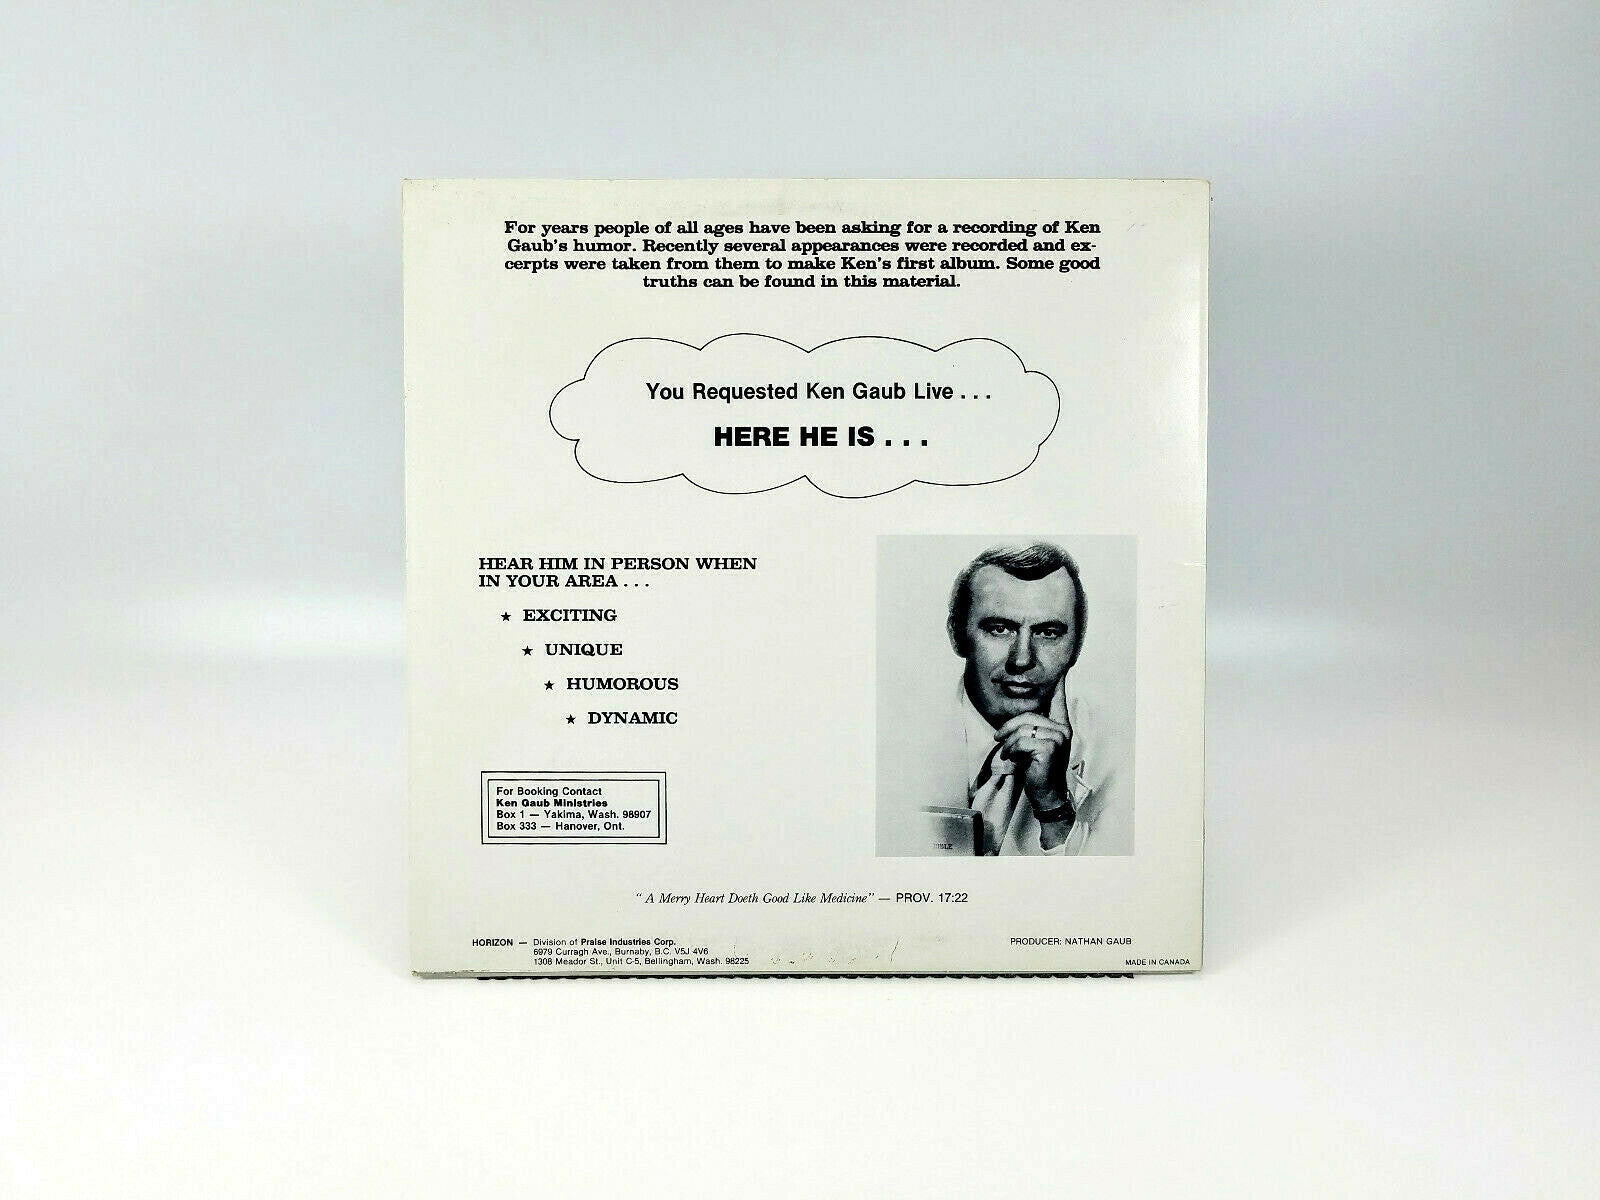 For years people of all ages have been asking for a recording of Ken
Gaub's humor. Recently several appearances were recorded and ex-
cerpts were taken from them to make Ken's first album. Some good
truths can be found in this material.
You Requested Ken Gaub Live . . .
HERE HE IS . . .
HEAR HIM IN PERSON WHEN
IN YOUR AREA . . .
★ EXCITING
★ UNIQUE
★ HUMOROUS
★ DYNAMIC
For Booking Contact
Ken Gaub Ministries
Box 1 — Yakima, Wash. 98907
Box 333 — Hanover, Ont.
BIBLE
"A Merry Heart Doeth Good Like Medicine" — PROV. 17:22
HORIZON — Division of Praise Industries Corp.
6979 Curragh Ave., Burnaby, B.C. V5J 4V6
1308 Meador St., Unit C-5, Bellingham, Wash. 98225
PRODUCER: NATHAN GAUB
MADE IN CANADA